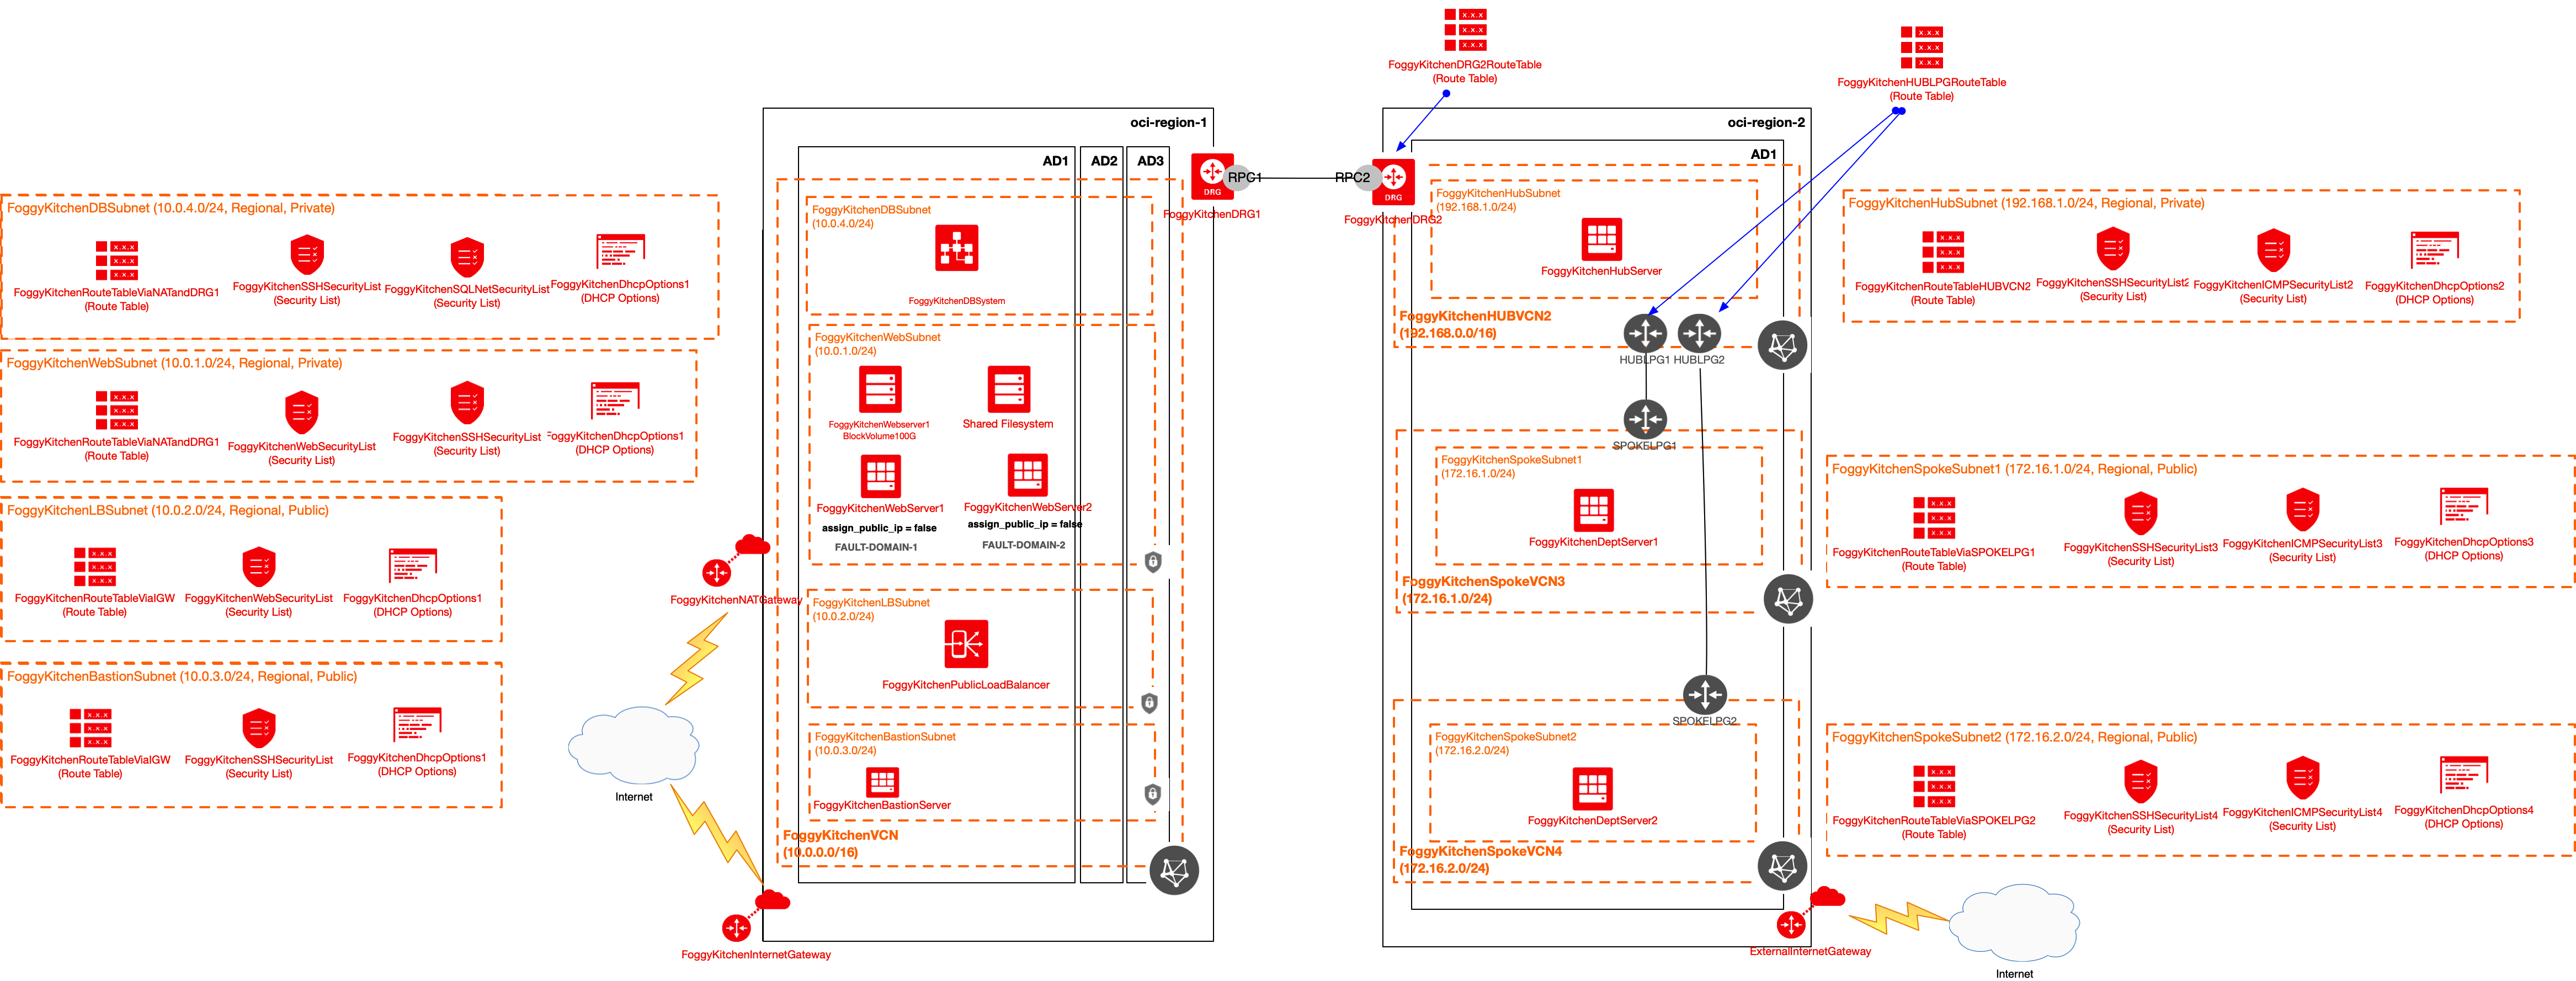 FoggyKitchenDRG2RouteTable
(Route Table)
FoggyKitchenHUBLPGRouteTable
(Route Table)
FoggyKitchenDBSubnet (10.0.4.0/24, Regional, Private)
x.x.x
x.x.x
x.x.x
FoggyKitchenRouteTableViaNATandDRG1
(Route Table)
FoggyKitchenSSHSecurityList
(Security List)
FoggyKitchenSQLNetSecurityList
(Security List)
FoggyKitchenDhcpOptions1
(DHCP Options)
FoggyKitchenWebSubnet (10.0.1.0/24, Regional, Private)
x.x.x
x.x.x
x.x.x
FoggyKitchenRouteTableViaNATandDRG1
(Route Table)
FoggyKitchenWebSecurityList
(Security List)
FoggyKitchenSSHSecurityList
(Security List)
FoggyKitchenDhcpOptions1
(DHCP Options)
FoggyKitchenLBSubnet (10.0.2.0/24, Regional, Public)
x.x.x
x.x.x
x.x.x
FoggyKitchenRouteTableViaIGW
(Route Table)
FoggyKitchenWebSecurityList
(Security List)
FoggyKitchenDhcpOptions1
(DHCP Options)
FoggyKitchenBastionSubnet (10.0.3.0/24, Regional, Public)
x.x.x
x.x.x
x.x.x
FoggyKitchenRouteTableViaIGW
(Route Table)
FoggyKitchenSSHSecurityList
(Security List)
FoggyKitchenDhcpOptions1
(DHCP Options)
FoggyKitchenNATGateway
Internet
FoggyKitchenInternetGateway
oci-region-1
AD1
AD2
AD3
FoggyKitchenDBSubnet
(10.0.4.0/24)
FoggyKitchenDBSystem
FoggyKitchenWebSubnet
(10.0.1.0/24)
FoggyKitchenWebserver1
BlockVolume100G
Shared Filesystem
FoggyKitchenWebServer1
FoggyKitchenWebServer2
assign_public_ip = false
assign_public_ip = false
FAULT-DOMAIN-1
FAULT-DOMAIN-2
FoggyKitchenLBSubnet
(10.0.2.0/24)
FoggyKitchenPublicLoadBalancer
FoggyKitchenBastionSubnet
(10.0.3.0/24)
FoggyKitchenBastionServer
FoggyKitchenVCN
(10.0.0.0/16)
DRG
RPC1
FoggyKitchenDRG1
RPC2
DRG
FoggyKitchenDRG2
oci-region-2
AD1
FoggyKitchenHubSubnet
(192.168.1.0/24)
FoggyKitchenHubServer
FoggyKitchenHUBVCN2
(192.168.0.0/16)
HUBLPG1
HUBLPG2
SPOKELPG1
FoggyKitchenSpokeSubnet1
(172.16.1.0/24)
FoggyKitchenDeptServer1
FoggyKitchenSpokeVCN3
(172.16.1.0/24)
SPOKELPG2
FoggyKitchenSpokeSubnet2
(172.16.2.0/24)
FoggyKitchenDeptServer2
FoggyKitchenSpokeVCN4
(172.16.2.0/24)
ExternalInternetGateway
Internet
FoggyKitchenHubSubnet (192.168.1.0/24, Regional, Private)
x.x.x
x.x.x
x.x.x
FoggyKitchenRouteTableHUBVCN2
(Route Table)
FoggyKitchenSSHSecurityList2
(Security List)
FoggyKitchenICMPSecurityList2
(Security List)
FoggyKitchenDhcpOptions2
(DHCP Options)
FoggyKitchenSpokeSubnet1 (172.16.1.0/24, Regional, Public)
x.x.x
x.x.x
x.x.x
FoggyKitchenRouteTableViaSPOKELPG1
(Route Table)
FoggyKitchenSSHSecurityList3
(Security List)
FoggyKitchenICMPSecurityList3
(Security List)
FoggyKitchenDhcpOptions3
(DHCP Options)
FoggyKitchenSpokeSubnet2 (172.16.2.0/24, Regional, Public)
x.x.x
x.x.x
x.x.x
FoggyKitchenRouteTableViaSPOKELPG2
(Route Table)
FoggyKitchenSSHSecurityList4
(Security List)
FoggyKitchenICMPSecurityList4
(Security List)
FoggyKitchenDhcpOptions4
(DHCP Options)